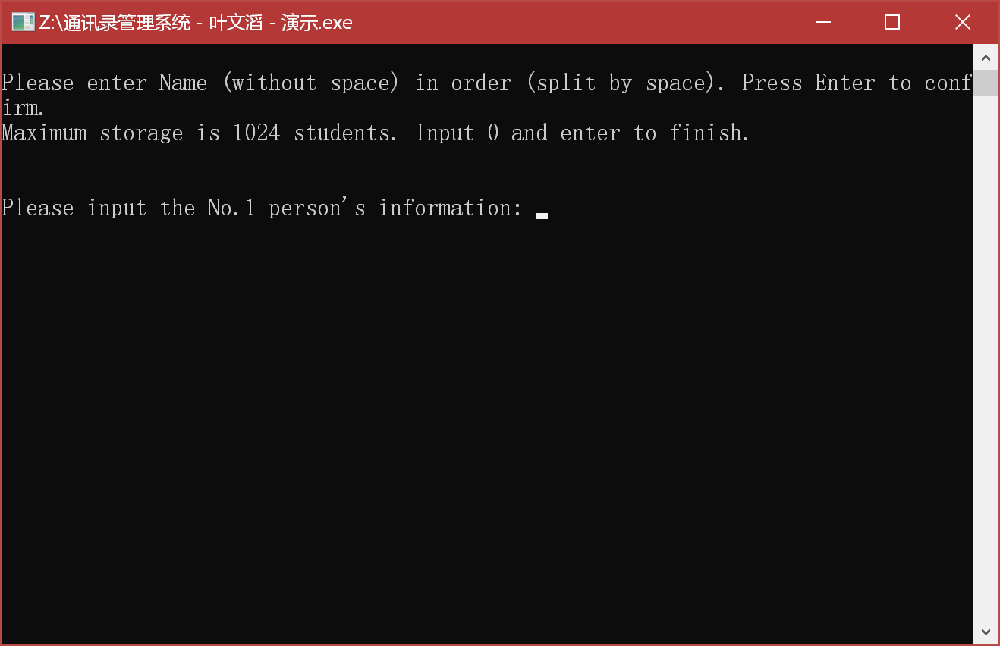 Z:\通讯录管理系统 - 叶文滔 - 演示.exe
Please enter Name (without space) in order (split by space). Press Enter to conf
irm.
Maximum storage is 1024 students. Input 0 and enter to finish.
Please input the No.1 person's information: